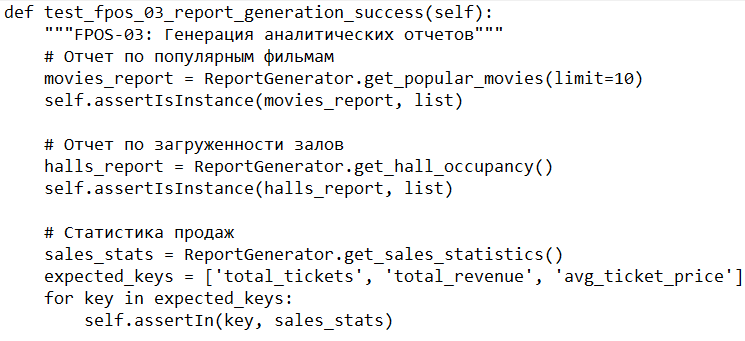 def test_fpos_03_report_generation_success(self):
    """FPOS-03: Генерация аналитических отчетов"""
    # Отчет по популярным фильмам
    movies_report = ReportGenerator.get_popular_movies(limit=10)
    self.assertIsInstance(movies_report, list)

    # Отчет по загруженности залов
    halls_report = ReportGenerator.get_hall_occupancy()
    self.assertIsInstance(halls_report, list)

    # Статистика продаж
    sales_stats = ReportGenerator.get_sales_statistics()
    expected_keys = ['total_tickets', 'total_revenue', 'avg_ticket_price']
    for key in expected_keys:
        self.assertIn(key, sales_stats)